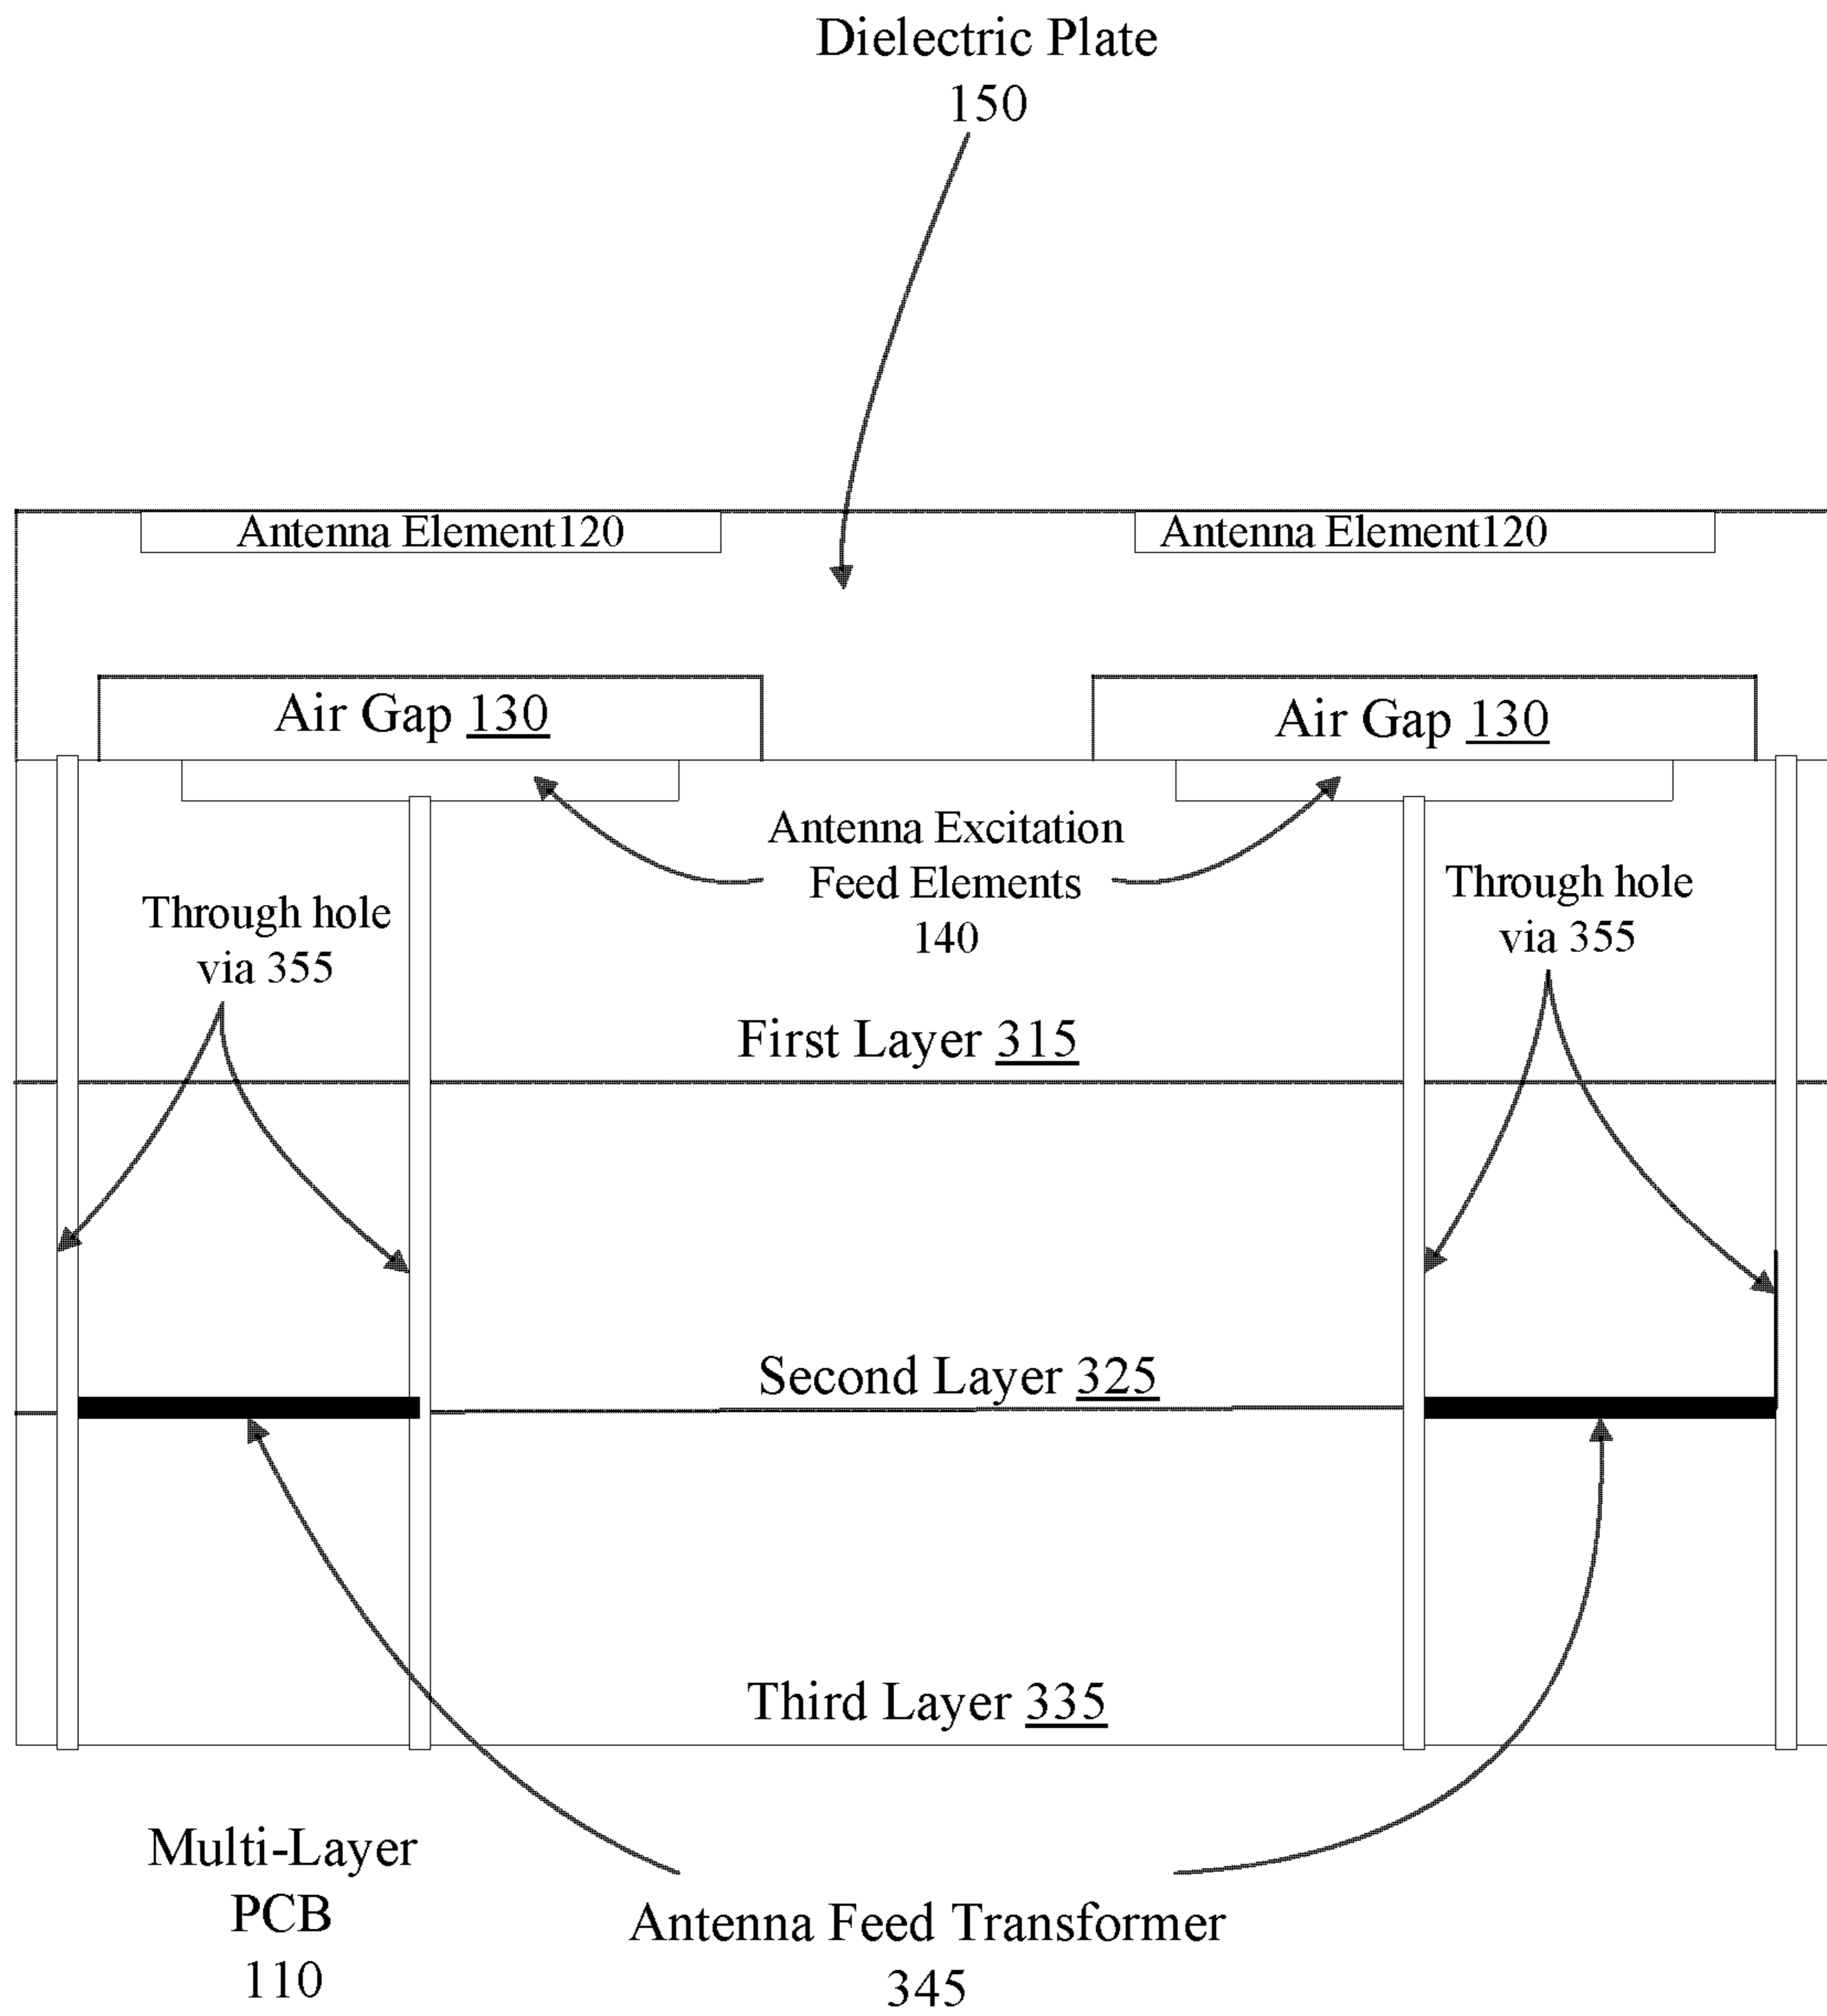 Dielectric Plate
150
Antenna Element120
Antenna Element120
Air Gap 130
Air Gap 130
Antenna Excitation
Feed Elements
140
Through hole
via 355
Through hole
via 355
First Layer 315
Second Layer 325
Third Layer 335
Multi-Layer
PCB
110
Antenna Feed Transformer
345